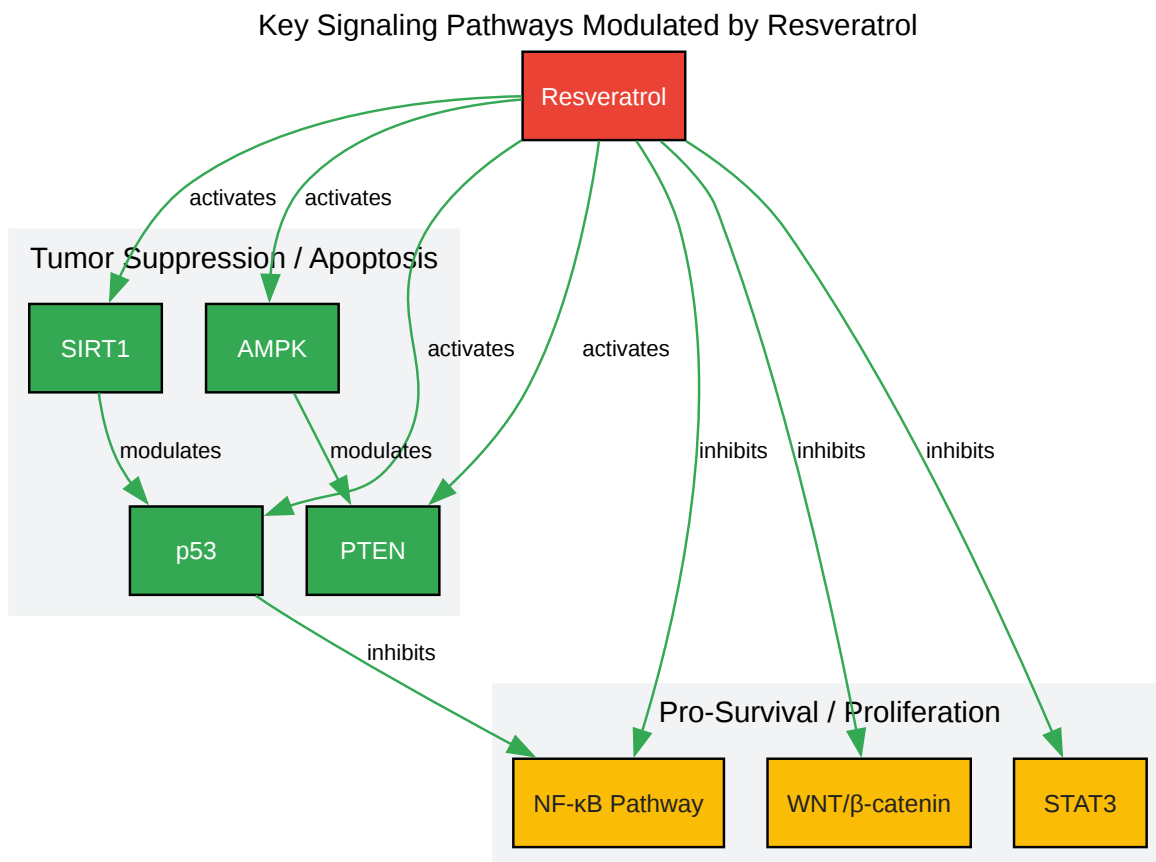 Key Signaling Pathways Modulated by Resveratrol
Resveratrol
activates
activates
Tumor Suppression / Apoptosis
SIRT1
AMPK
activates
activates
modulates
modulates
inhibits
inhibits
inhibits
p53
PTEN
inhibits
Pro-Survival / Proliferation
NF-κB Pathway
WNT/β-catenin
STAT3